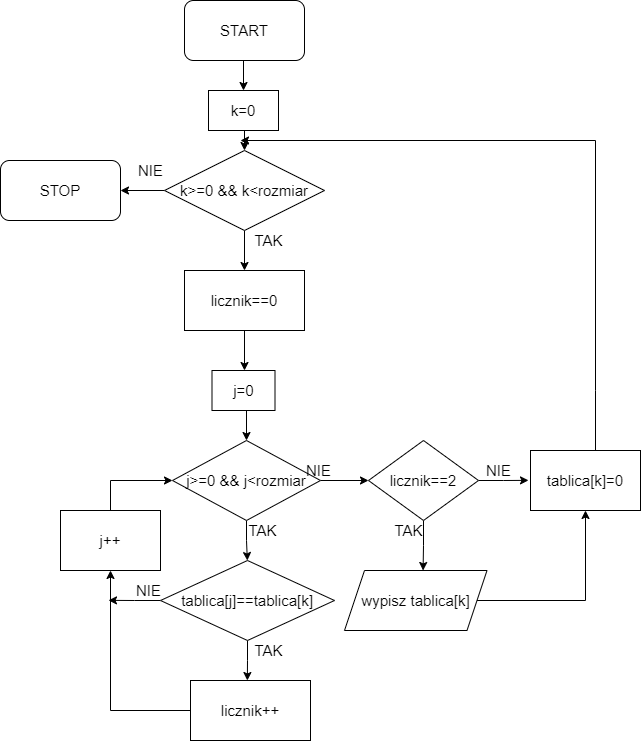 START
k=0
NIE
k>=0 && k<rozmiar
STOP
TAK
licznik==0
j=0
j>=0 && j<rozmiar
NIE
licznik==2
NIE
tablica[k]=0
TAK
TAK
j++
wypisz tablica[k]
NIE
tablica[j]==tablica[k]
TAK
licznik++